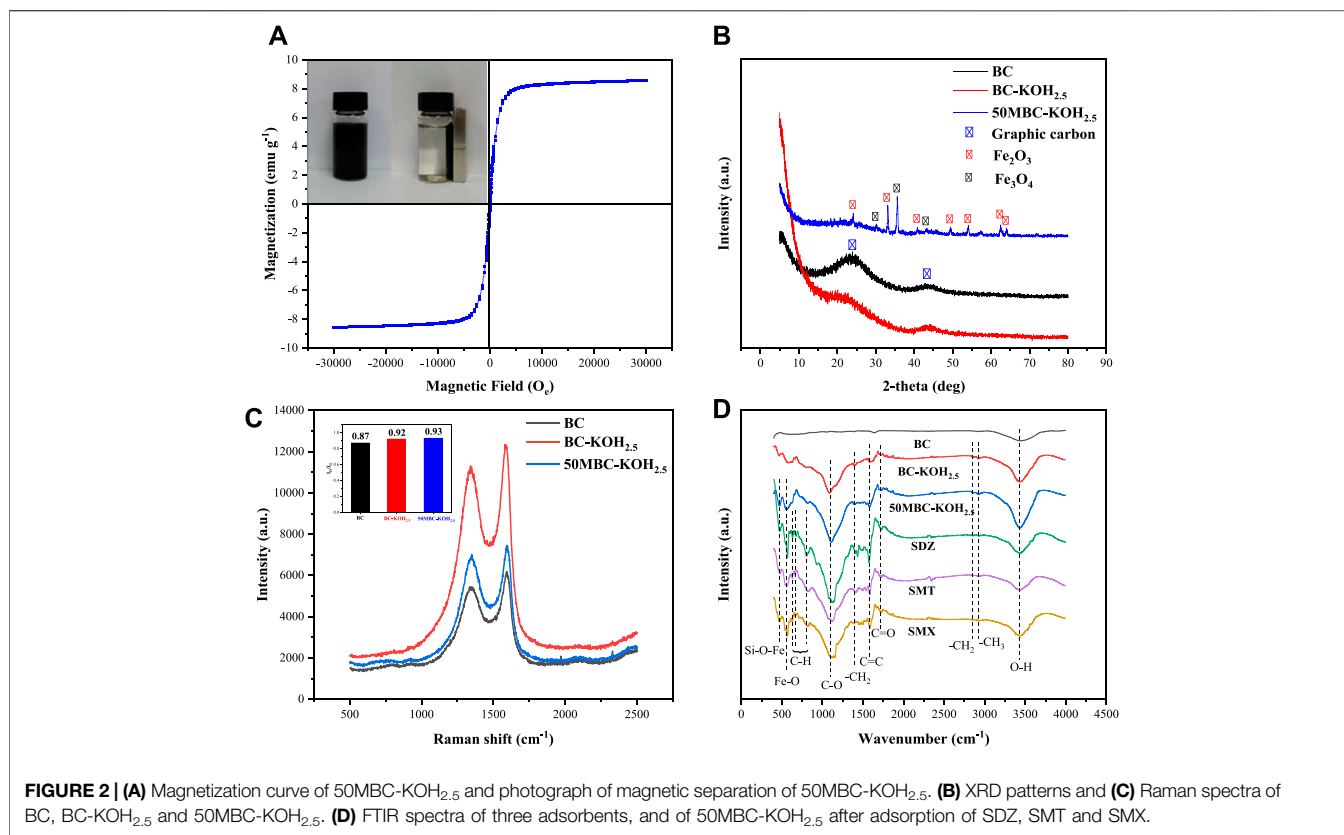 A
10
8
6
4
2
0
-2
-4
-6
-8
-10
Magnetization (emu g⁻¹)
-30000 -20000 -10000 0 10000 20000 30000
Magnetic Field (Oₑ)
B
BC
BC-KOH₂.₅
50MBC-KOH₂.₅
Graphic carbon
Fe₂O₃
Fe₃O₄
Intensity (a.u.)
0 10 20 30 40 50 60 70 80 90
2-theta (deg)
C
14000
12000
10000
8000
6000
4000
2000
0
Intensity (a.u.)
0.87 0.92 0.93
BC BC-KOH₂.₅ 50MBC-KOH₂.₅
BC
BC-KOH₂.₅
50MBC-KOH₂.₅
500 1000 1500 2000 2500
Raman shift (cm⁻¹)
D
BC
BC-KOH₂.₅
50MBC-KOH₂.₅
SDZ
SMT
SMX
Si-O-Fe
Fe-O
C-H
C-O
-CH₂
C=C
C=O
-CH₂
-CH₃
O-H
Intensity (a.u.)
0 500 1000 1500 2000 2500 3000 3500 4000 4500
Wavenumber (cm⁻¹)
FIGURE 2 | (A) Magnetization curve of 50MBC-KOH₂.₅ and photograph of magnetic separation of 50MBC-KOH₂.₅. (B) XRD patterns and (C) Raman spectra of
BC, BC-KOH₂.₅ and 50MBC-KOH₂.₅. (D) FTIR spectra of three adsorbents, and of 50MBC-KOH₂.₅ after adsorption of SDZ, SMT and SMX.